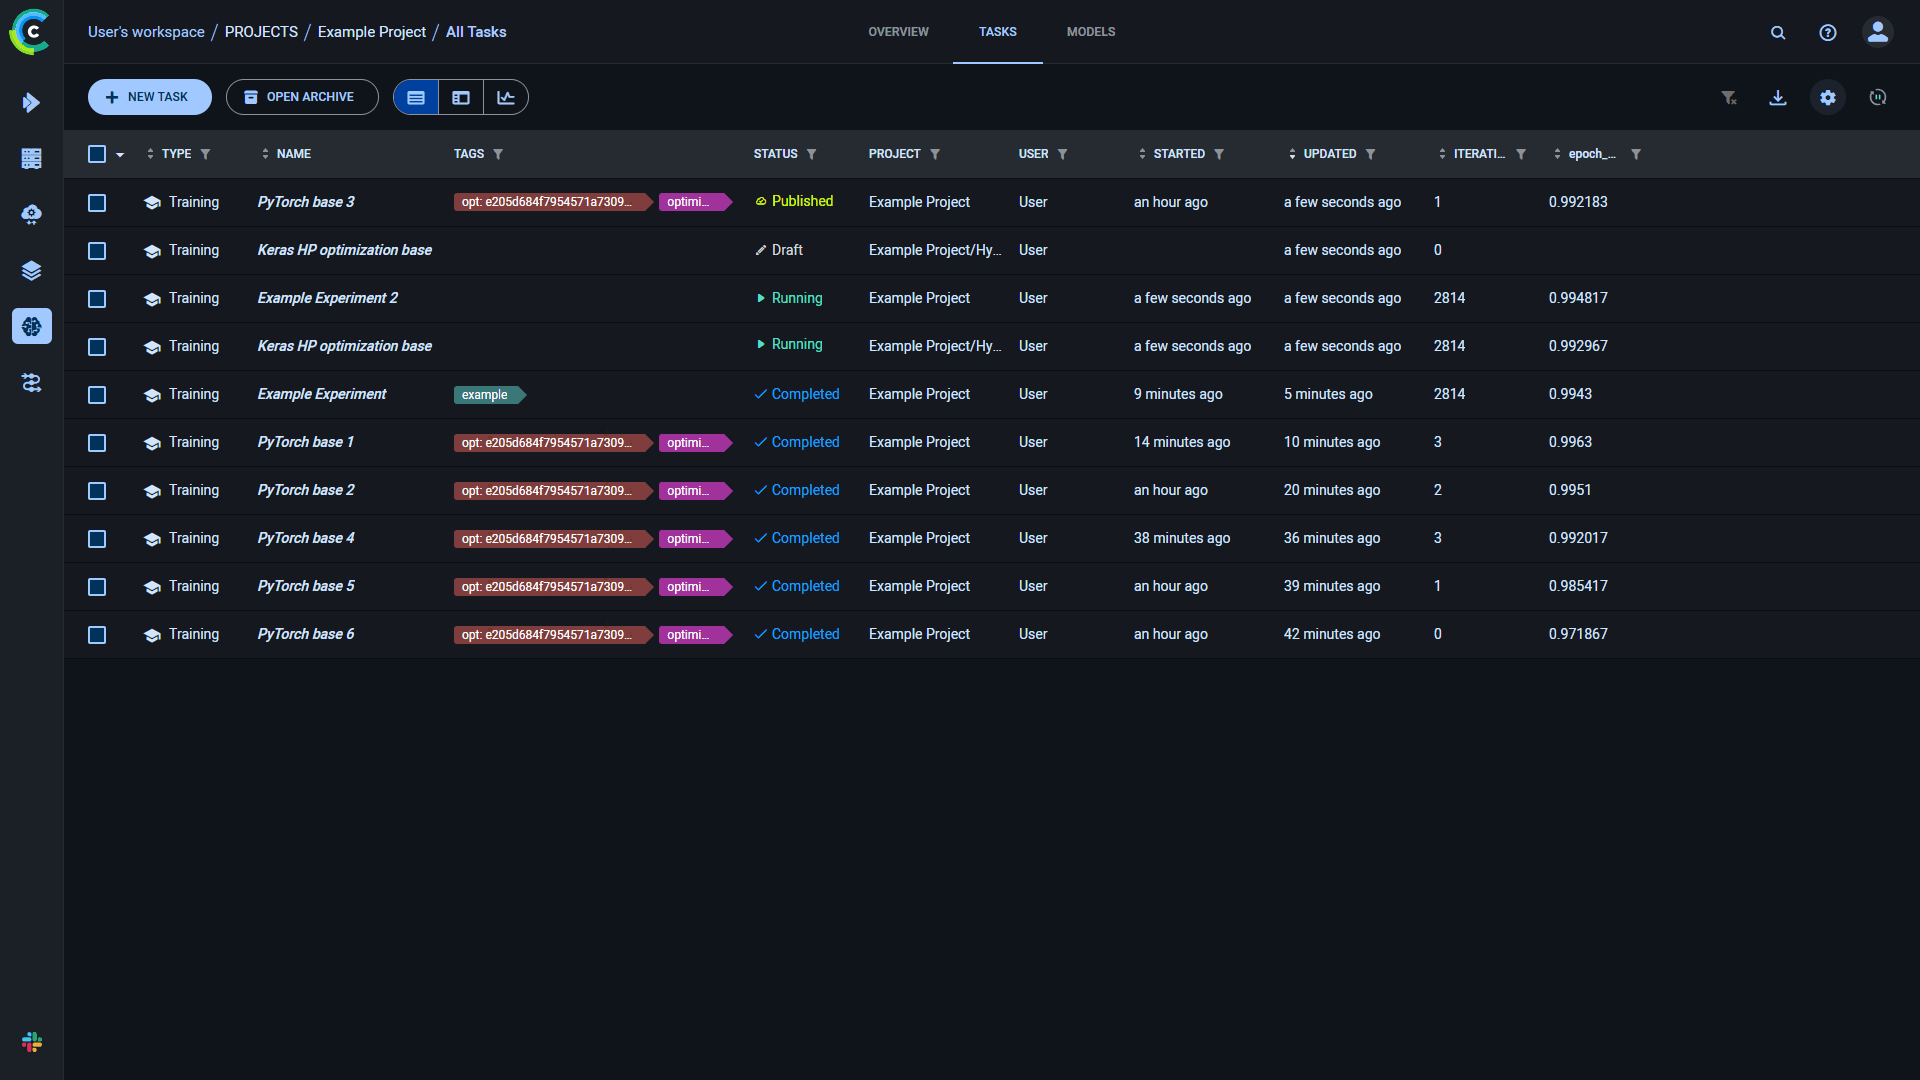 User's workspace / PROJECTS / Example Project / All Tasks
OVERVIEW TASKS MODELS
NEW TASK OPEN ARCHIVE
TYPE NAME TAGS STATUS PROJECT USER STARTED UPDATED ITERATI... epoch_...
Training PyTorch base 3 opt: e205d684f7954571a7309... optimi... Published Example Project User an hour ago a few seconds ago 1 0.992183
Training Keras HP optimization base Draft Example Project/Hy... User a few seconds ago 0
Training Example Experiment 2 Running Example Project User a few seconds ago a few seconds ago 2814 0.994817
Training Keras HP optimization base Running Example Project/Hy... User a few seconds ago a few seconds ago 2814 0.992967
Training Example Experiment example Completed Example Project User 9 minutes ago 5 minutes ago 2814 0.9943
Training PyTorch base 1 opt: e205d684f7954571a7309... optimi... Completed Example Project User 14 minutes ago 10 minutes ago 3 0.9963
Training PyTorch base 2 opt: e205d684f7954571a7309... optimi... Completed Example Project User an hour ago 20 minutes ago 2 0.9951
Training PyTorch base 4 opt: e205d684f7954571a7309... optimi... Completed Example Project User 38 minutes ago 36 minutes ago 3 0.992017
Training PyTorch base 5 opt: e205d684f7954571a7309... optimi... Completed Example Project User an hour ago 39 minutes ago 1 0.985417
Training PyTorch base 6 opt: e205d684f7954571a7309... optimi... Completed Example Project User an hour ago 42 minutes ago 0 0.971867